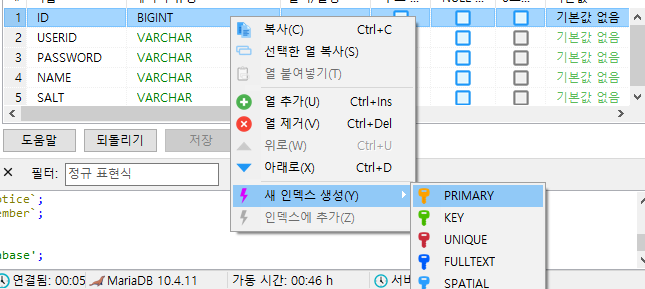 1 ID BIGINT 기본값 없음
2 USERID VARCHAR 기본값 없음
3 PASSWORD VARCHAR 기본값 없음
4 NAME VARCHAR 기본값 없음
5 SALT VARCHAR 기본값 없음
복사(C) Ctrl+C
선택한 열 복사(S)
열 붙여넣기(T)
열 추가(U) Ctrl+Ins
열 제거(V) Ctrl+Del
위로(W) Ctrl+U
아래로(X) Ctrl+D
새 인덱스 생성(Y)
인덱스에 추가(Z)
PRIMARY
KEY
UNIQUE
FULLTEXT
SPATIAL
도움말 되돌리기 저장
필터: 정규 표현식
otice`;
ember`;
abase';
연결됨: 00:05 MariaDB 10.4.11 가동 시간: 00:46 h 서버